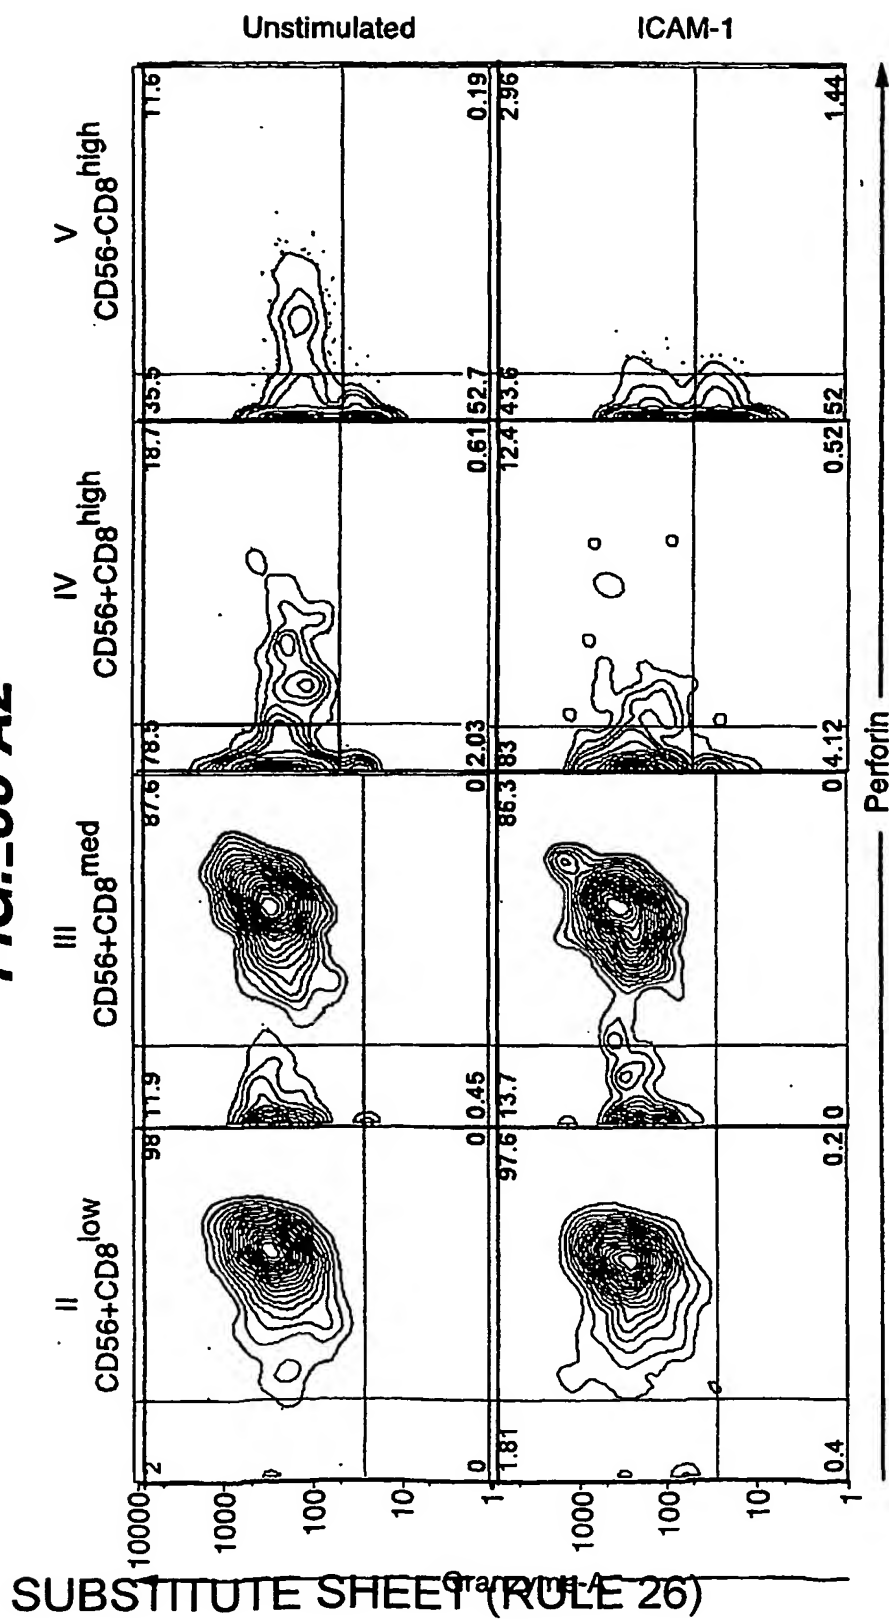 A2
Unstimulated
ICAM-1
II
CD56+CD8low
III
CD56+CD8med
IV
CD56+CD8high
V
CD56-CD8high
10000
1000
100
10
1
2 98 11.9 87.6 78.5 18.7 35.5 11.6
0 0 0.45 0 2.03 0.61 52.7 0.19
1000
100
10
1
1.81 97.6 13.7 86.3 83 12.4 43.6 2.96
0.4 0.2 0 0 4.12 0.52 52 1.44
Granzyme-A
Perforin
SUBSTITUTE SHEET (RULE 26)